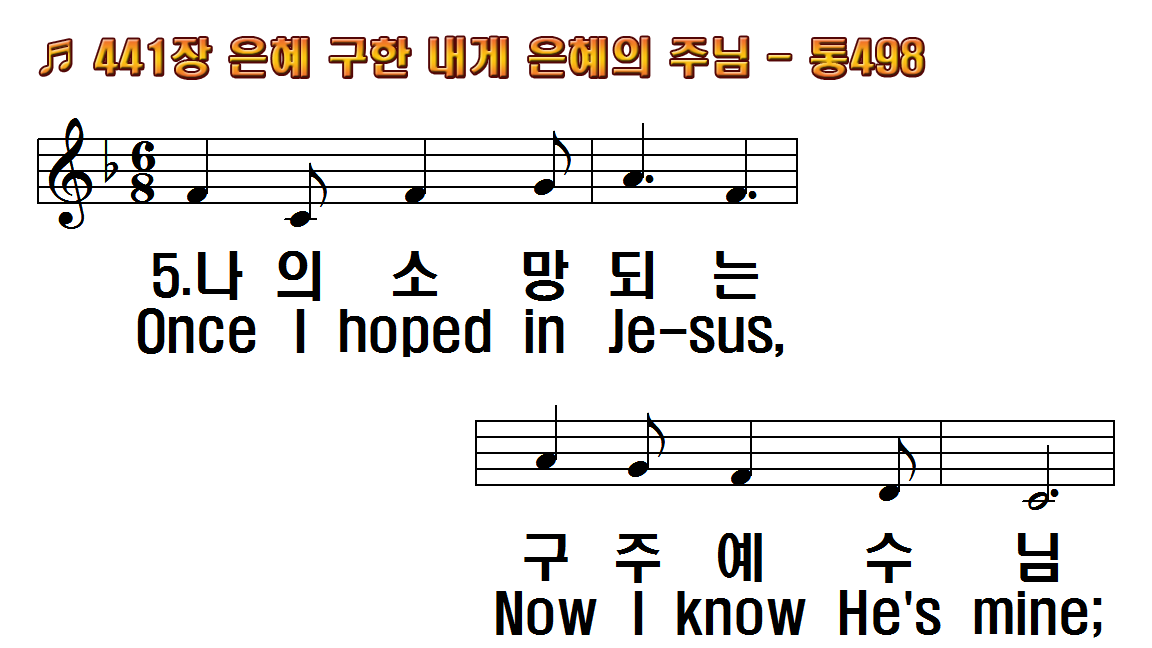 ♬ 441장 은혜 구한 내게 은혜의 주님 - 통498
6
8
5.나 의 소 망 되 는
Once I hoped in Je-sus,
구 주 예 수 님
Now I know He's mine;